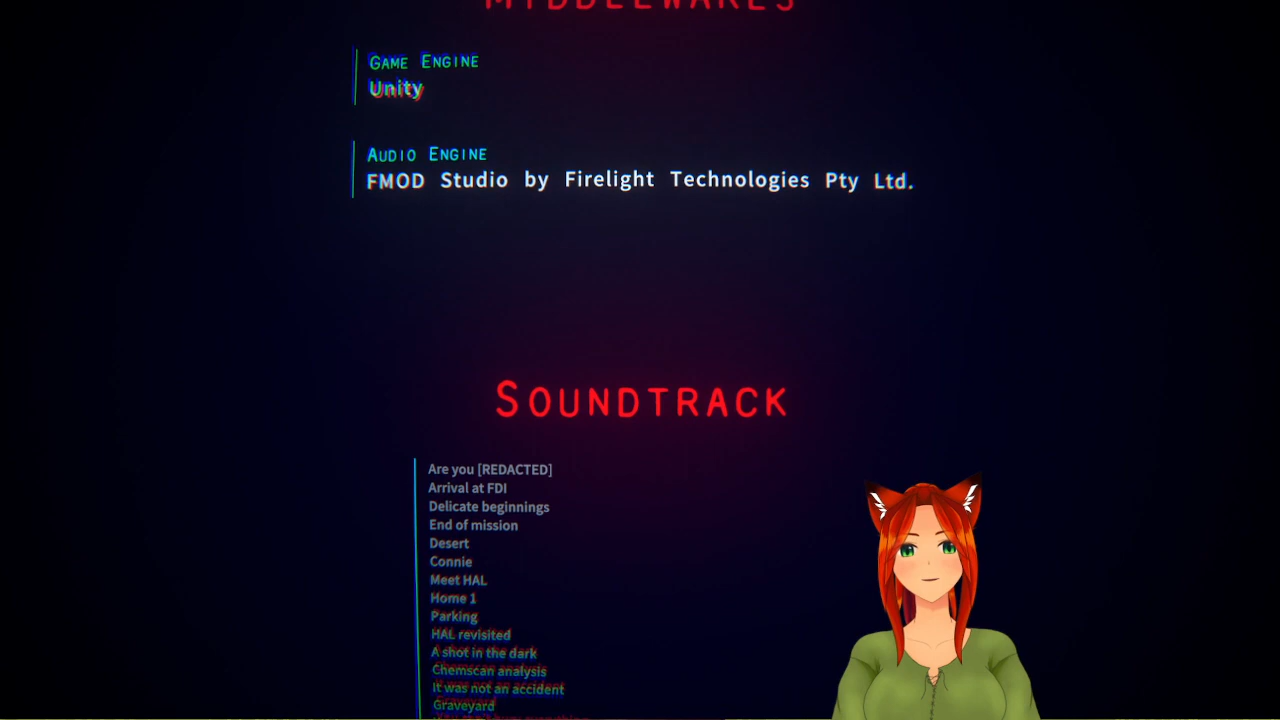 MIDDLEWARES
Game Engine
Unity
Audio Engine
FMOD Studio by Firelight Technologies Pty Ltd.
Soundtrack
Are you [REDACTED]
Arrival at FDI
Delicate beginnings
End of mission
Desert
Connie
Meet HAL
Home 1
Parking
HAL revisited
A shot in the dark
Chemscan analysis
It was not an accident
Graveyard